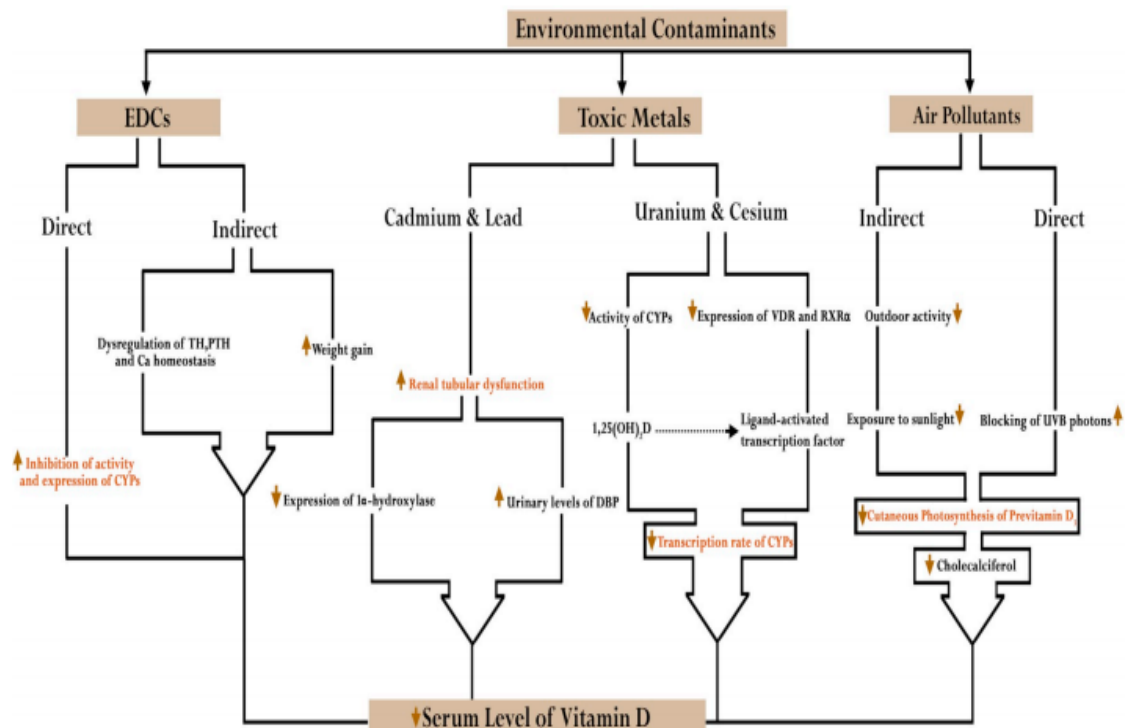 Environmental Contaminants
EDCs
Toxic Metals
Air Pollutants
Direct
Indirect
Cadmium & Lead
Uranium & Cesium
Indirect
Direct
Dysregulation of TH,PTH
and Ca homeostasis
Weight gain
Inhibition of activity
and expression of CYPs
Renal tubular dysfunction
Expression of 1α-hydroxylase
Urinary levels of DBP
Activity of CYPs
Expression of VDR and RXRα
1,25(OH)₂D
Ligand-activated
transcription factor
Transcription rate of CYPs
Outdoor activity
Exposure to sunlight
Blocking of UVB photons
Cutaneous Photosynthesis of Previtamin D₃
Cholecalciferol
Serum Level of Vitamin D